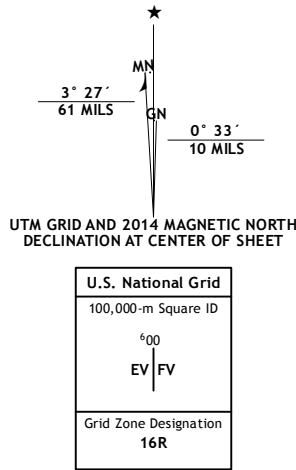 ★
MN
3° 27´
61 MILS
GN
0° 33´
10 MILS
UTM GRID AND 2014 MAGNETIC NORTH
DECLINATION AT CENTER OF SHEET
U.S. National Grid
100,000-m Square ID
⁶00
EV FV
Grid Zone Designation
16R